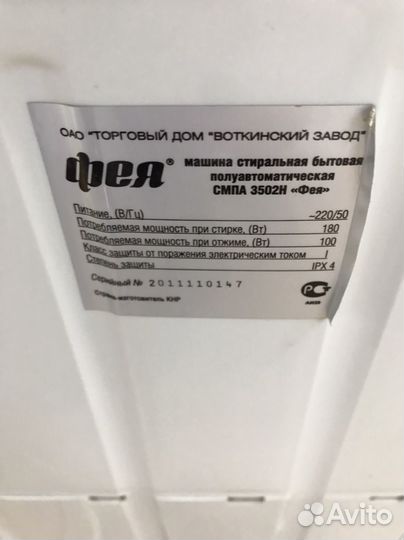 ОАО "ТОРГОВЫЙ ДОМ "ВОТКИНСКИЙ ЗАВОД"
Фея®
машина стиральная бытовая
полуавтоматическая
СМПА 3502Н «Фея»
Питание, (В/Гц) ~220/50
Потребляемая мощность при стирке, (Вт) 180
Потребляемая мощность при отжиме, (Вт) 100
Класс защиты от поражения электрическим током I
Степень защиты IPX 4
Серийный № 2011110147
Страна-изготовитель КНР
Avito